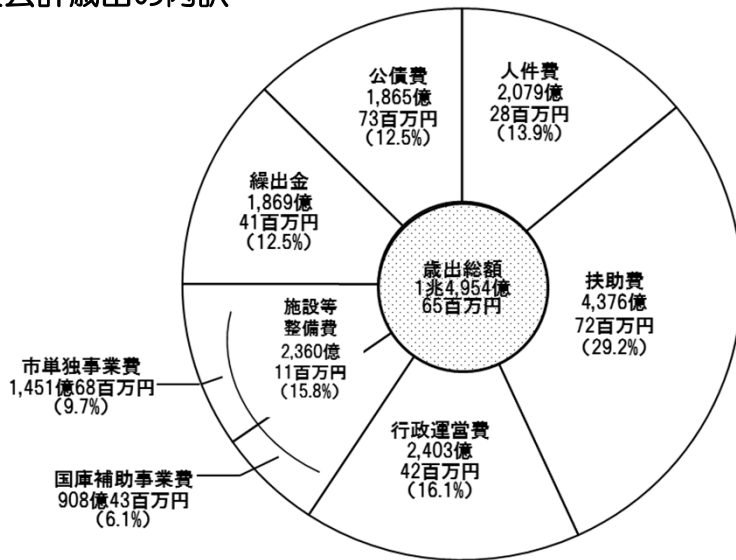 会計歳出の内訳
公債費
1,865億
73百万円
(12.5%)
人件費
2,079億
28百万円
(13.9%)
繰出金
1,869億
41百万円
(12.5%)
歳出総額
1兆4,954億
65百万円
扶助費
4,376億
72百万円
(29.2%)
施設等
整備費
2,360億
11百万円
(15.8%)
市単独事業費
1,451億68百万円
(9.7%)
行政運営費
2,403億
42百万円
(16.1%)
国庫補助事業費
908億43百万円
(6.1%)